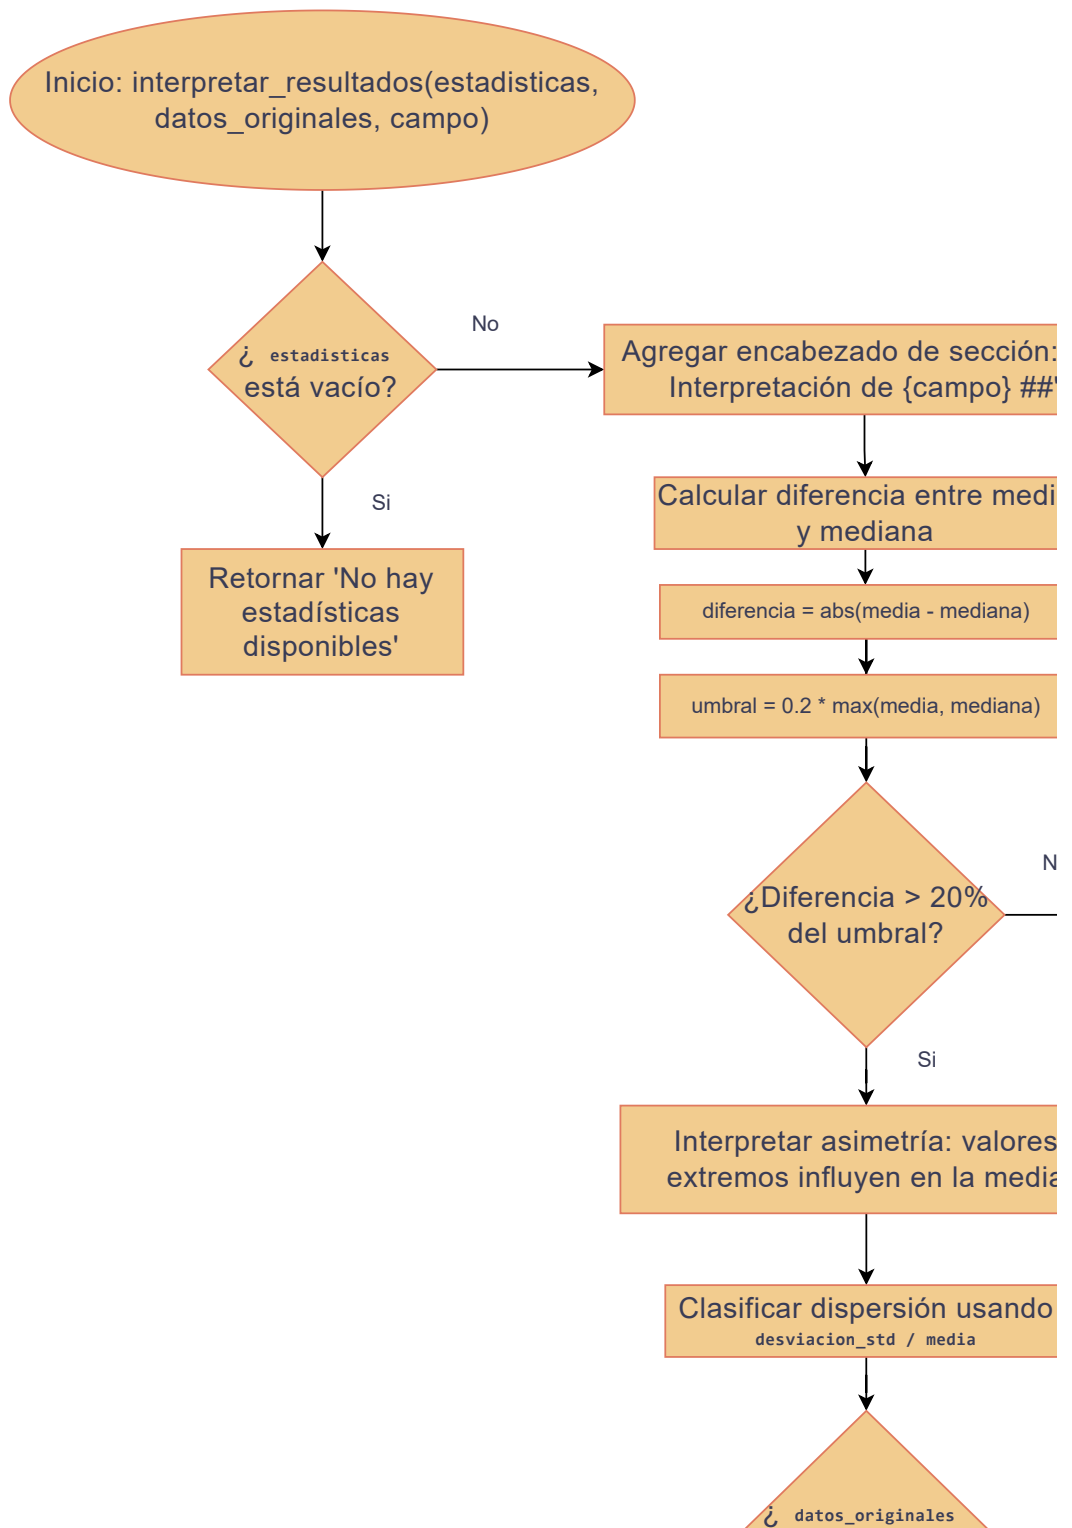 Inicio: interpretar_resultados(estadisticas,
datos_originales, campo)
No
¿ estadisticas
está vacío?
Agregar encabezado de sección:
Interpretación de {campo} ##'
Si
Calcular diferencia entre medi
y mediana
Retornar 'No hay
estadísticas
disponibles'
diferencia = abs(media - mediana)
umbral = 0.2 * max(media, mediana)
N
¿Diferencia > 20%
del umbral?
Si
Interpretar asimetría: valores
extremos influyen en la media
Clasificar dispersión usando
desviacion_std / media
¿ datos_originales